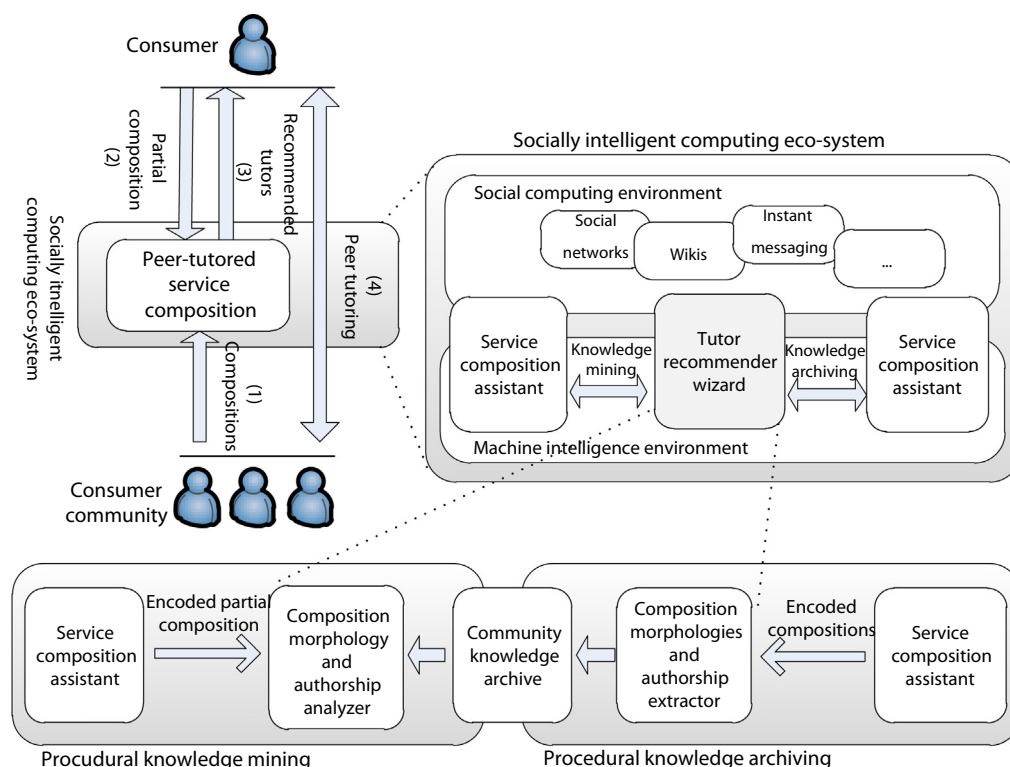 Consumer
Partial
composition
(2)
Recommended
tutors
(3)
Socially itnelligent
computing eco-system
Peer-tutored
service
composition
Peer tutoring
(4)
Compositions
(1)
Consumer
community
Socially intelligent computing eco-system
Social computing environment
Social
networks
Wikis
Instant
messaging
...
Service
composition
assistant
Knowledge
mining
Tutor
recommender
wizard
Knowledge
archiving
Service
composition
assistant
Machine intelligence environment
Service
composition
assistant
Encoded partial
composition
Composition
morphology
and
authorship
analyzer
Community
knowledge
archive
Composition
morphologies
and
authorship
extractor
Encoded
compositions
Service
composition
assistant
Procudural knowledge mining
Procedural knowledge archiving